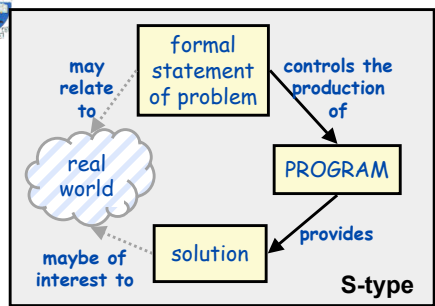 formal
statement
of problem
may
relate
to
controls the
production
of
real
world
PROGRAM
solution
provides
maybe of
interest to
S-type